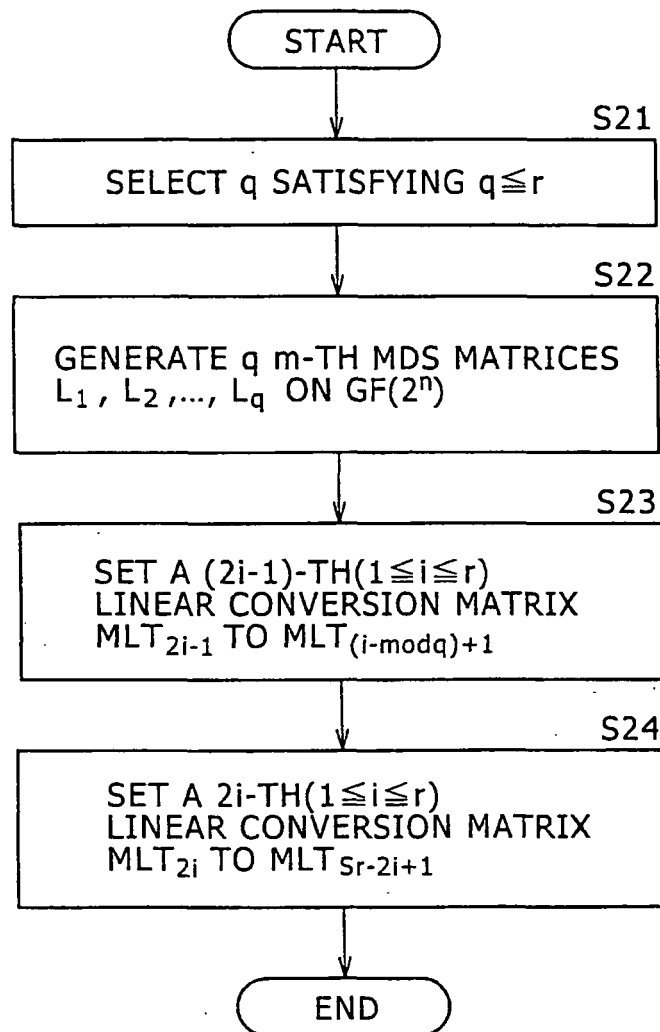 START
S21
SELECT q SATISFYING q≦r
S22
GENERATE q m-TH MDS MATRICES
L₁, L₂,..., L_q ON GF(2ⁿ)
S23
SET A (2i-1)-TH(1≦i≦r)
LINEAR CONVERSION MATRIX
MLT₂ᵢ₋₁ TO MLT₍ᵢ₋modq₎₊₁
S24
SET A 2i-TH(1≦i≦r)
LINEAR CONVERSION MATRIX
MLT₂ᵢ TO MLT_Sr-2i+1
END